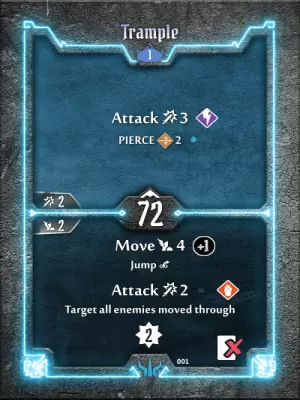 Trample
1
Attack 3
PIERCE 2
2
72
2
Move 4 +1
Jump
Attack 2
Target all enemies moved through
2
001